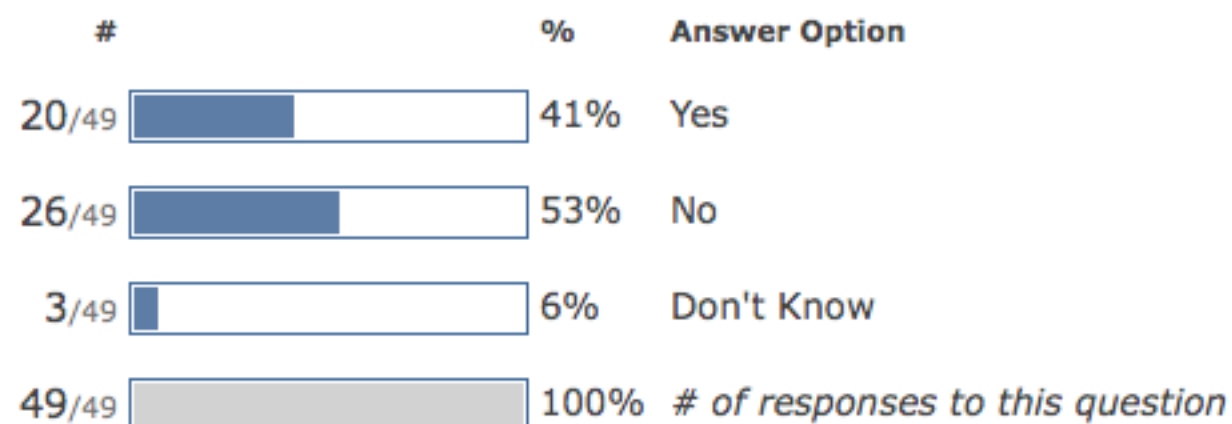 # % Answer Option
20/49 41% Yes
26/49 53% No
3/49 6% Don't Know
49/49 100% # of responses to this question